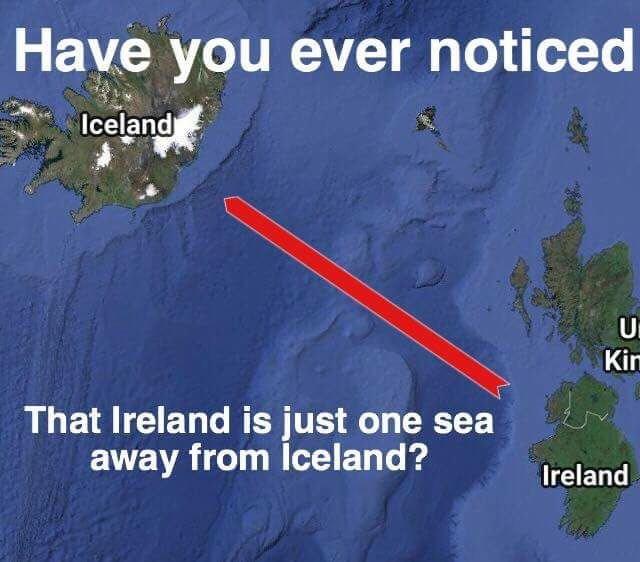 Have you ever noticed
Iceland
U
Kin
That Ireland is just one sea
away from Iceland?
Ireland